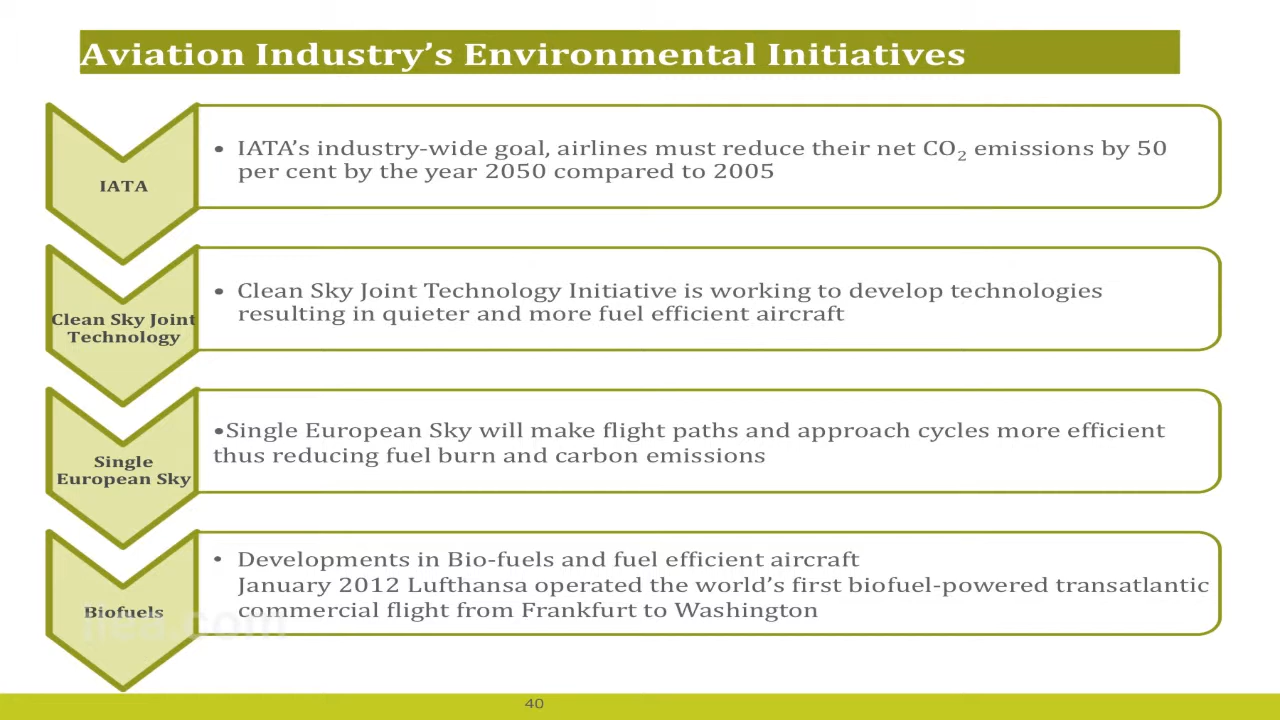 Aviation Industry’s Environmental Initiatives
IATA
• IATA’s industry-wide goal, airlines must reduce their net CO₂ emissions by 50
per cent by the year 2050 compared to 2005
Clean Sky Joint
Technology
• Clean Sky Joint Technology Initiative is working to develop technologies
resulting in quieter and more fuel efficient aircraft
Single
European Sky
•Single European Sky will make flight paths and approach cycles more efficient
thus reducing fuel burn and carbon emissions
Biofuels
• Developments in Bio-fuels and fuel efficient aircraft
January 2012 Lufthansa operated the world’s first biofuel-powered transatlantic
commercial flight from Frankfurt to Washington
40